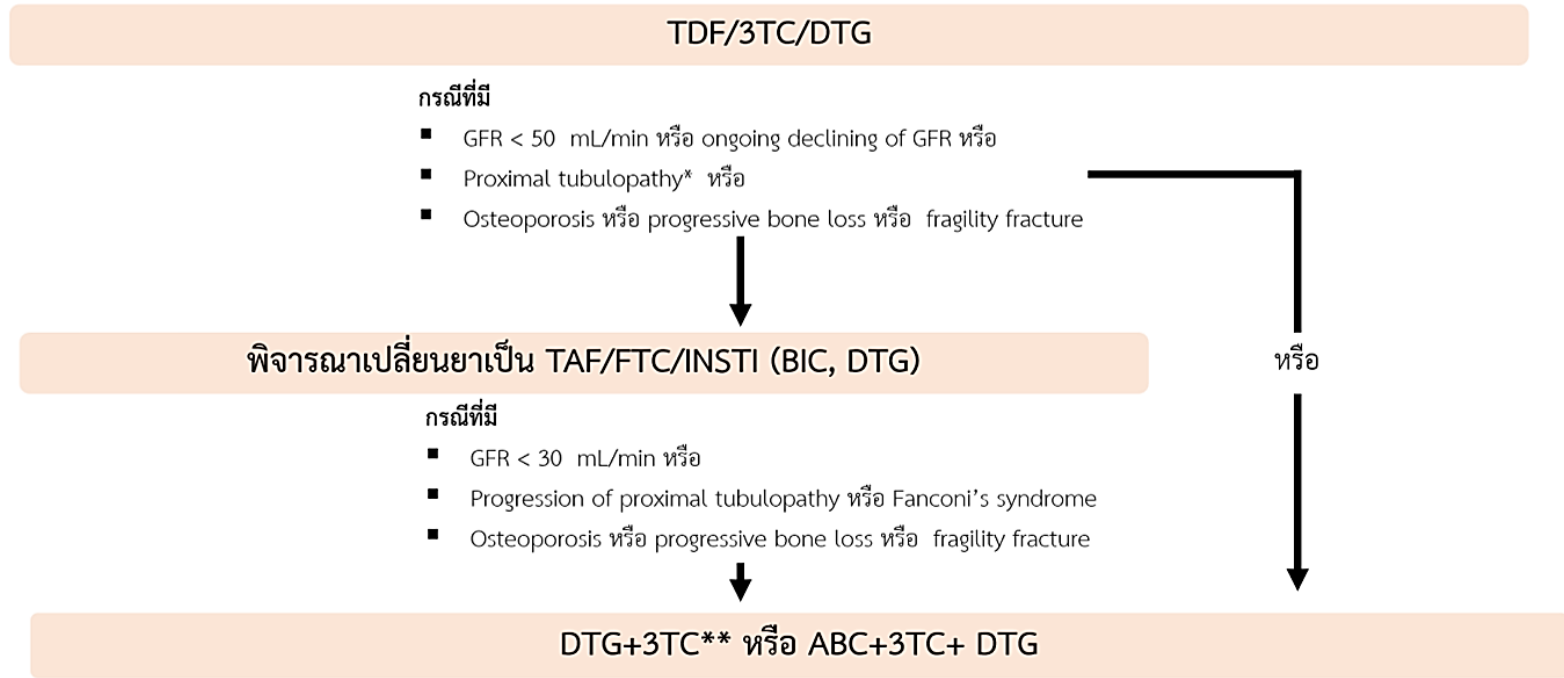 TDF/3TC/DTG
กรณีที่มี
▪ GFR < 50 mL/min หรือ ongoing declining of GFR หรือ
▪ Proximal tubulopathy* หรือ
▪ Osteoporosis หรือ progressive bone loss หรือ fragility fracture
พิจารณาเปลี่ยนยาเป็น TAF/FTC/INSTI (BIC, DTG)
หรือ
กรณีที่มี
▪ GFR < 30 mL/min หรือ
▪ Progression of proximal tubulopathy หรือ Fanconi's syndrome
▪ Osteoporosis หรือ progressive bone loss หรือ fragility fracture
DTG+3TC** หรือ ABC+3TC+ DTG